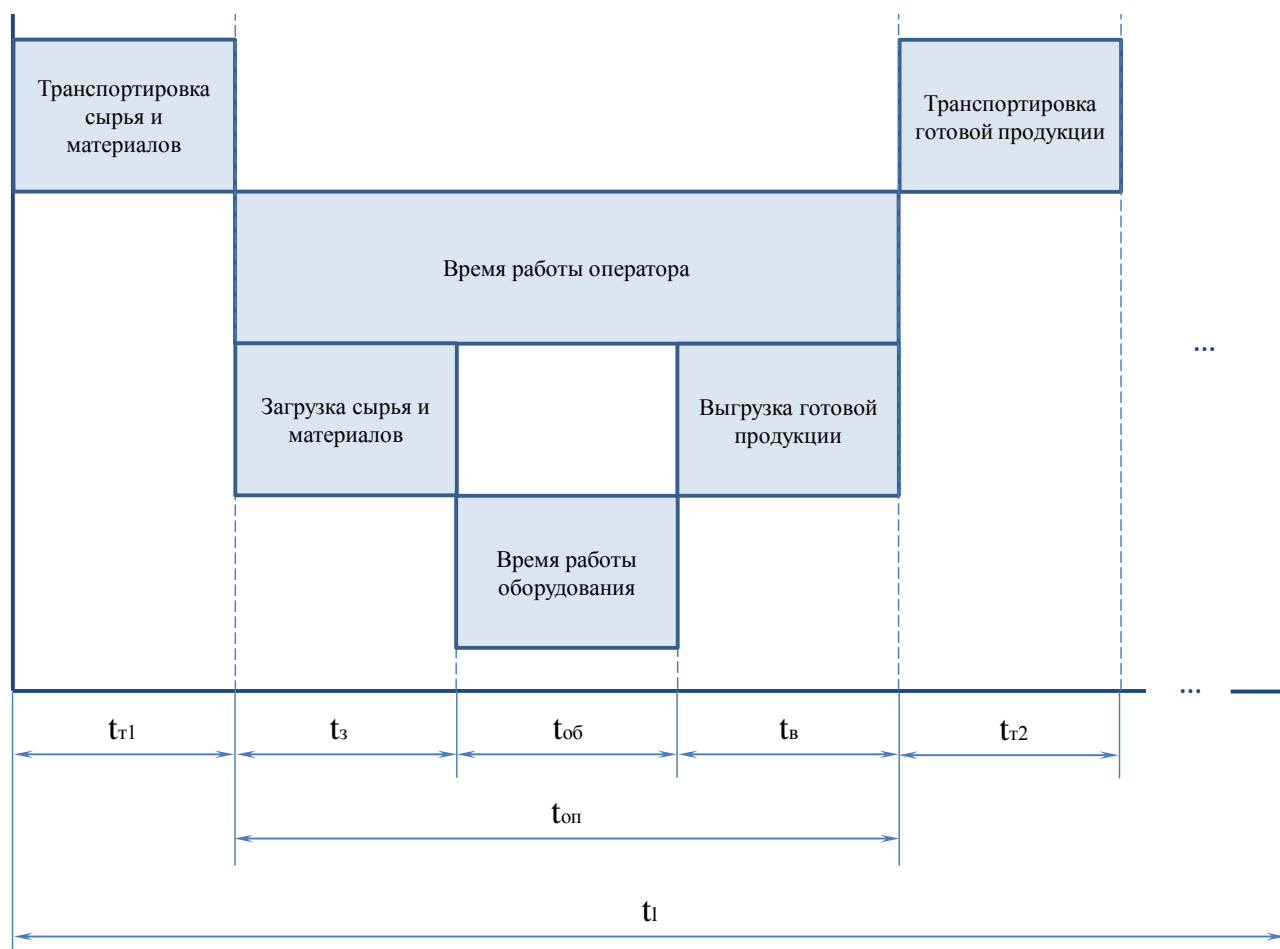 Транспортировка
сырья и
материалов
Транспортировка
готовой продукции
Время работы оператора
...
Загрузка сырья и
материалов
Выгрузка готовой
продукции
Время работы
оборудования
...
tт1
tз
tоб
tв
tт2
tоп
tl